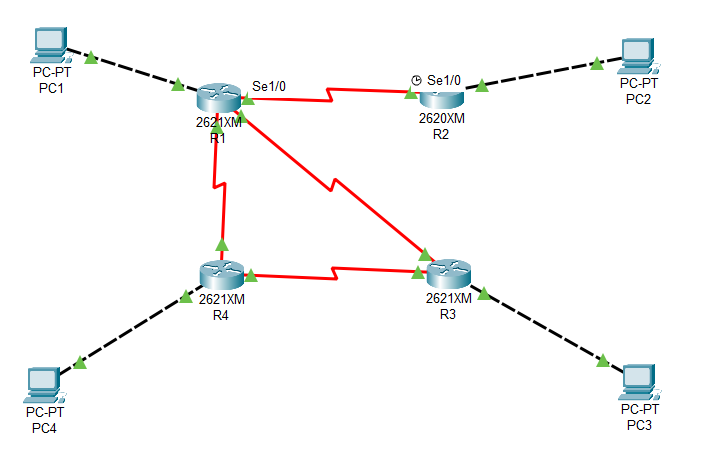 PC-PT
PC1
Se1/0
2621XM
R1
Se1/0
2620XM
R2
PC-PT
PC2
2621XM
R4
2621XM
R3
PC-PT
PC4
PC-PT
PC3